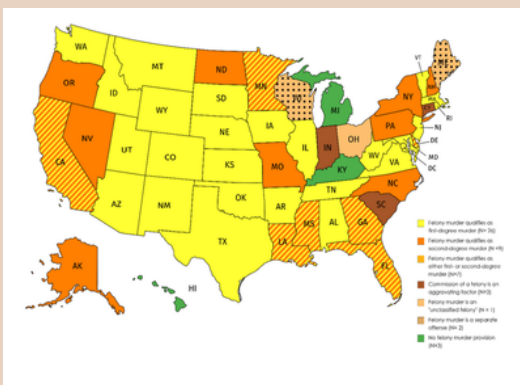 WA
MT
ND
MN
VT
ME
OR
ID
SD
WI
NY
WY
MI
RI
NV
NE
IA
PA
NJ
CA
UT
CO
IL
IN
OH
DE
MD
DC
KS
MO
WV
VA
KY
NC
AZ
NM
OK
AR
TN
SC
TX
MS
AL
GA
LA
AK
HI
FL
Felony murder qualifies as
first-degree murder (N= 26)
Felony murder qualifies as
second-degree murder (N =9)
Felony murder qualifies as
either first- or second-degree
murder (N=7)
Commission of a felony is an
aggravating factor (N=3)
Felony murder is an
"unclassified felony" (N = 1)
Felony murder is a separate
offense (N= 2)
No felony murder provision
(N=3)